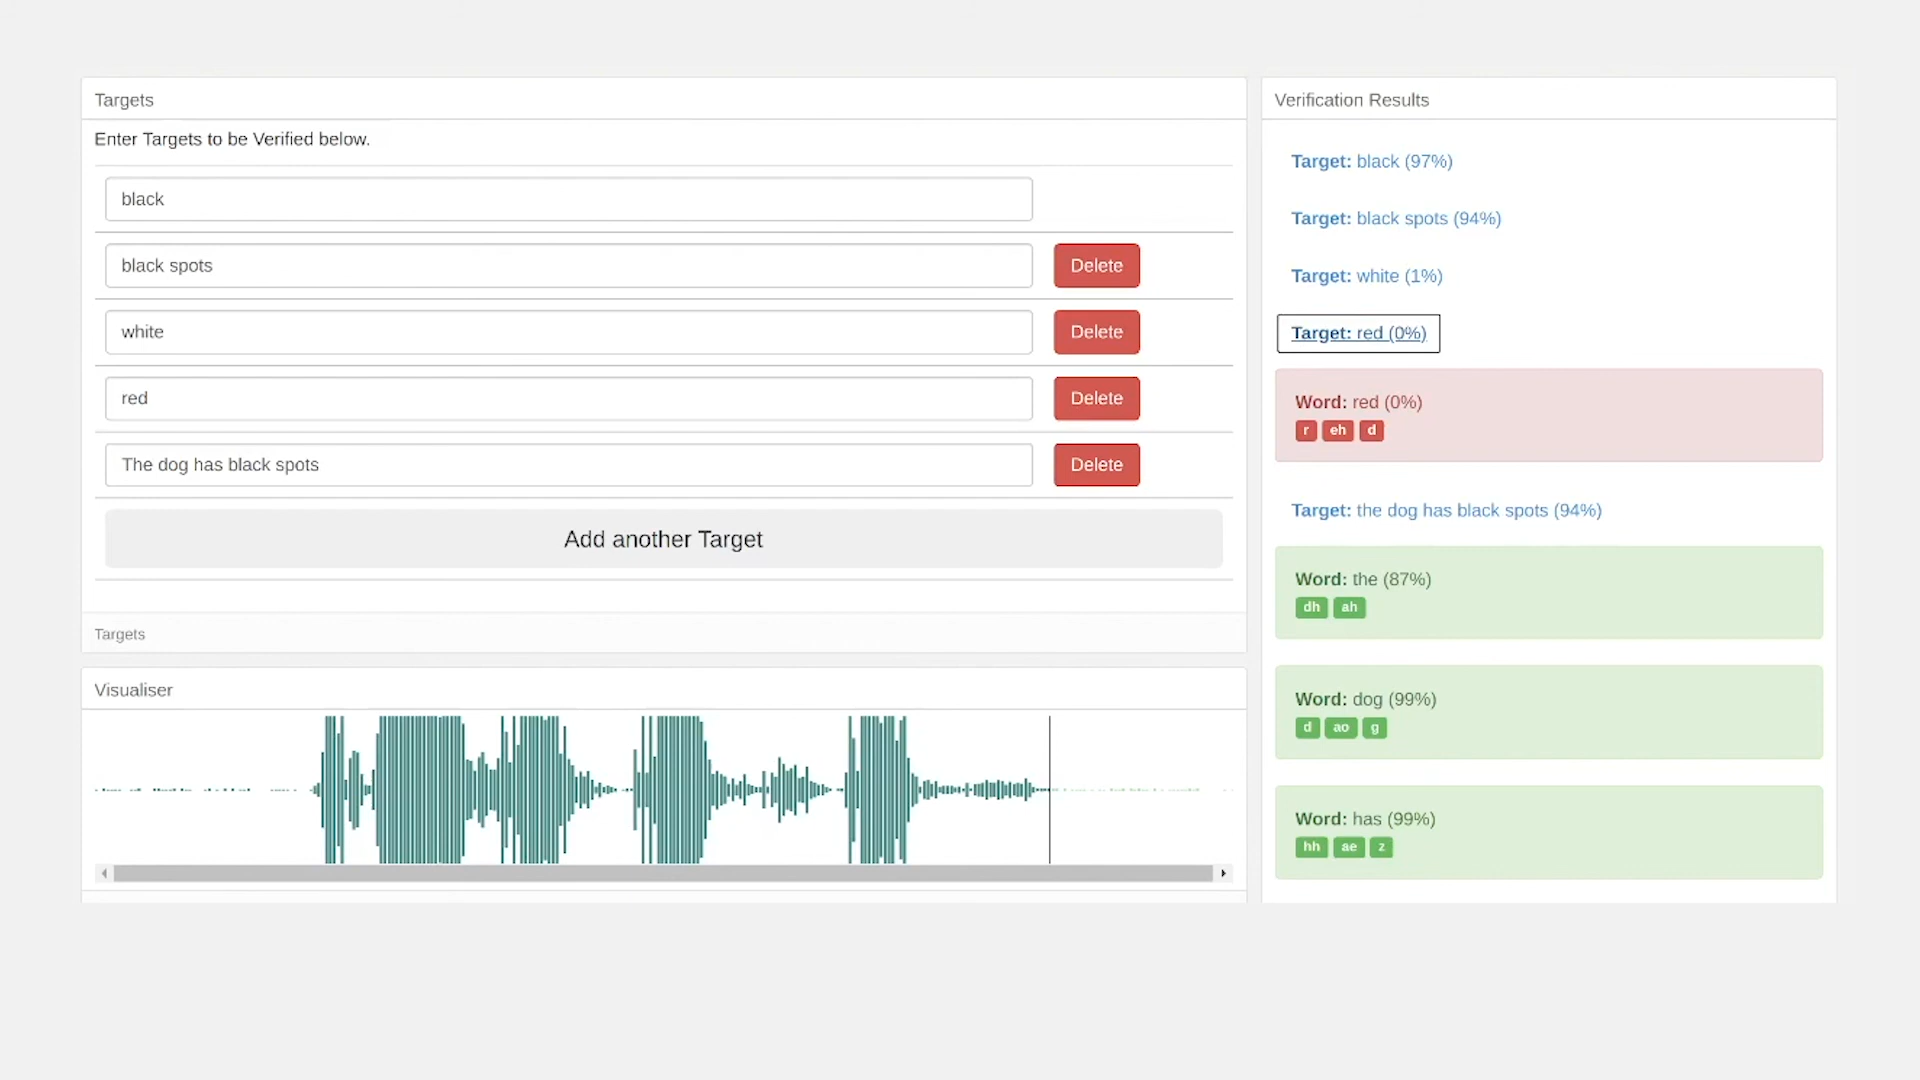 Targets
Enter Targets to be Verified below.
black
black spots
Delete
white
Delete
red
Delete
The dog has black spots
Delete
Add another Target
Targets
Visualiser
Verification Results
Target: black (97%)
Target: black spots (94%)
Target: white (1%)
Target: red (0%)
Word: red (0%)
r eh d
Target: the dog has black spots (94%)
Word: the (87%)
dh ah
Word: dog (99%)
d ao g
Word: has (99%)
hh ae z